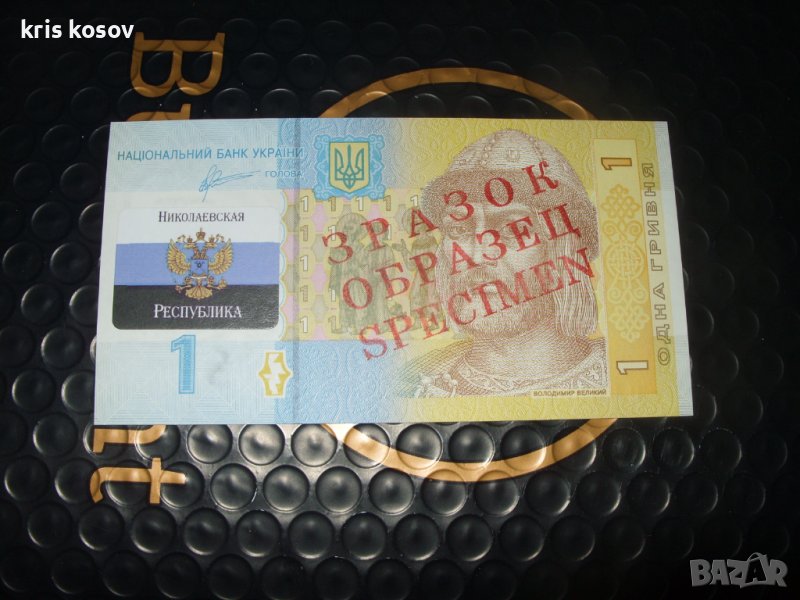 kris kosov
НАЦІОНАЛЬНИЙ БАНК УКРАЇНИ
ГОЛОВА
НИКОЛАЕВСКАЯ
РЕСПУБЛИКА
1
ЗРАЗОК
ОБРАЗЕЦ
SPECIMEN
1 ОДНА ГРИВНЯ 1
ВОЛОДИМИР ВЕЛИКИЙ
BAZAR